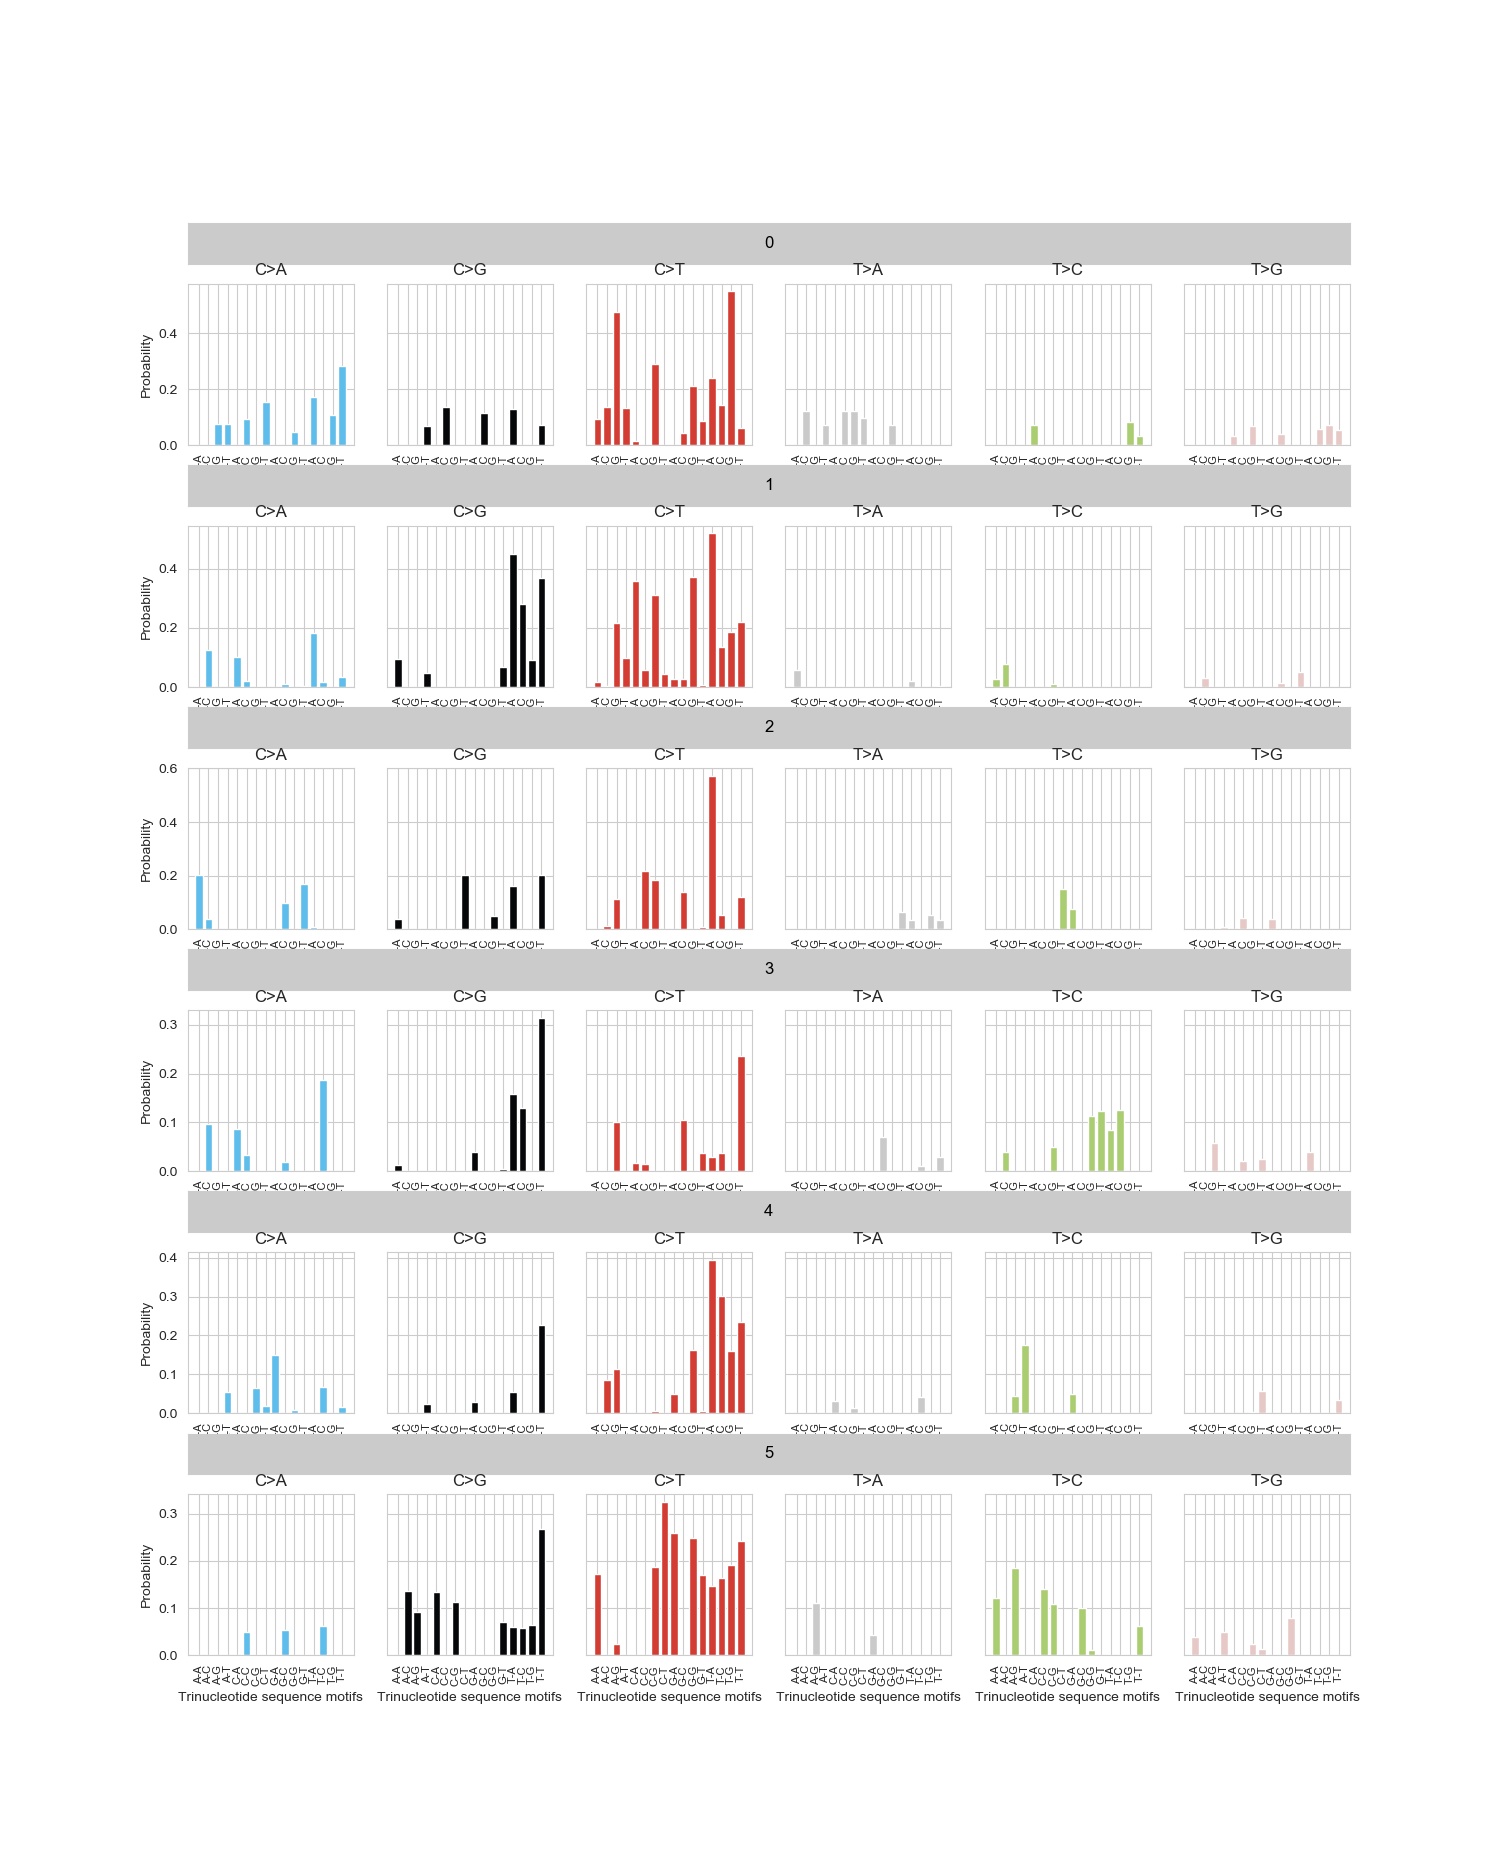 0
C>A C>G C>T T>A T>C T>G
Probability
0.4
0.2
0.0
1
C>A C>G C>T T>A T>C T>G
Probability
0.4
0.2
0.0
2
C>A C>G C>T T>A T>C T>G
Probability
0.6
0.4
0.2
0.0
3
C>A C>G C>T T>A T>C T>G
Probability
0.3
0.2
0.1
0.0
4
C>A C>G C>T T>A T>C T>G
Probability
0.4
0.3
0.2
0.1
0.0
5
C>A C>G C>T T>A T>C T>G
Probability
0.3
0.2
0.1
0.0
A-A A-C A-G A-T C-A C-C C-G C-T G-A G-C G-G G-T T-A T-C T-G T-T
A-A A-C A-G A-T C-A C-C C-G C-T G-A G-C G-G G-T T-A T-C T-G T-T
A-A A-C A-G A-T C-A C-C C-G C-T G-A G-C G-G G-T T-A T-C T-G T-T
A-A A-C A-G A-T C-A C-C C-G C-T G-A G-C G-G G-T T-A T-C T-G T-T
A-A A-C A-G A-T C-A C-C C-G C-T G-A G-C G-G G-T T-A T-C T-G T-T
A-A A-C A-G A-T C-A C-C C-G C-T G-A G-C G-G G-T T-A T-C T-G T-T
Trinucleotide sequence motifs Trinucleotide sequence motifs Trinucleotide sequence motifs Trinucleotide sequence motifs Trinucleotide sequence motifs Trinucleotide sequence motifs